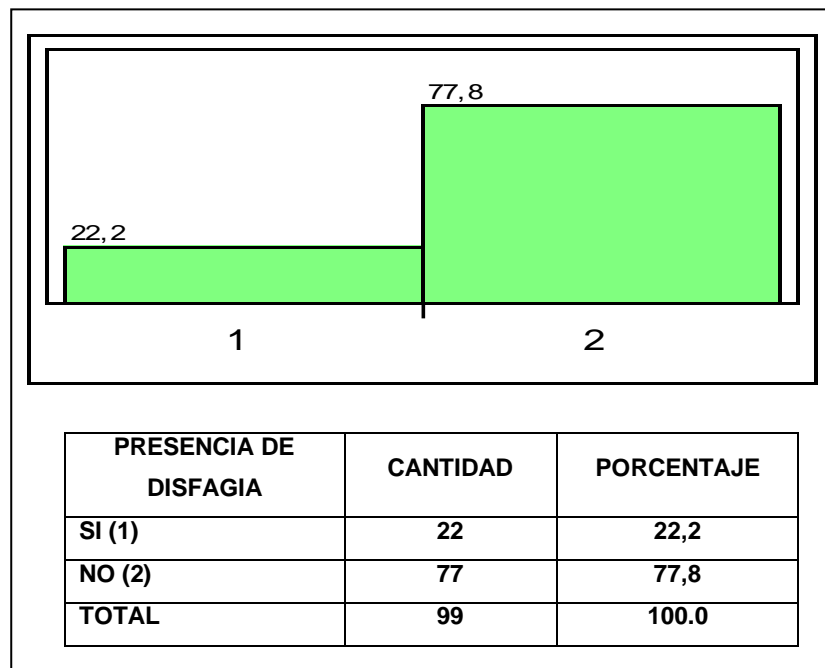 77,8
22,2
1 2
PRESENCIA DE
DISFAGIA CANTIDAD PORCENTAJE
SI (1) 22 22,2
NO (2) 77 77,8
TOTAL 99 100.0